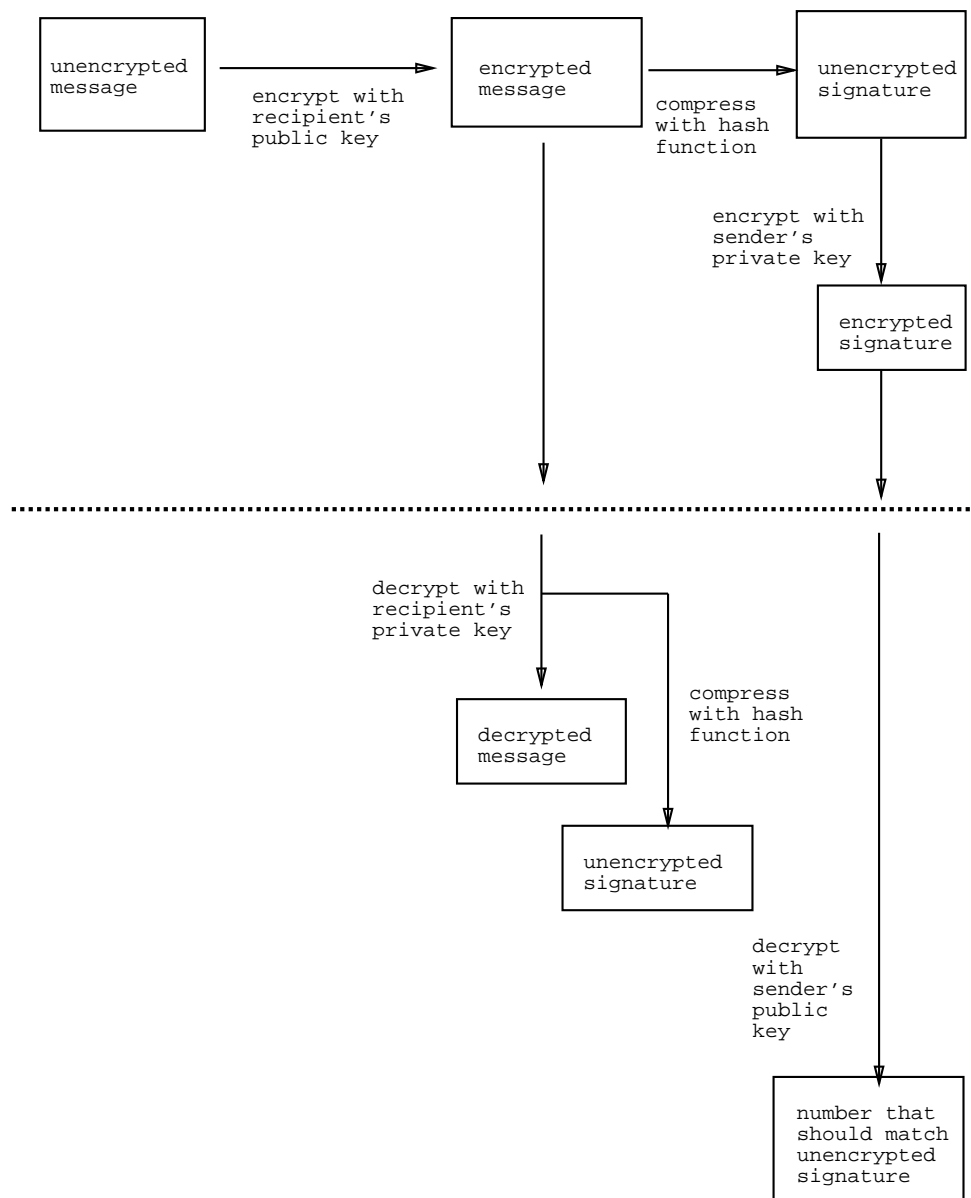 unencrypted
message
encrypt with
recipient's
public key
encrypted
message
compress
with hash
function
unencrypted
signature
encrypt with
sender's
private key
encrypted
signature
decrypt with
recipient's
private key
decrypted
message
compress
with hash
function
unencrypted
signature
decrypt
with
sender's
public
key
number that
should match
unencrypted
signature